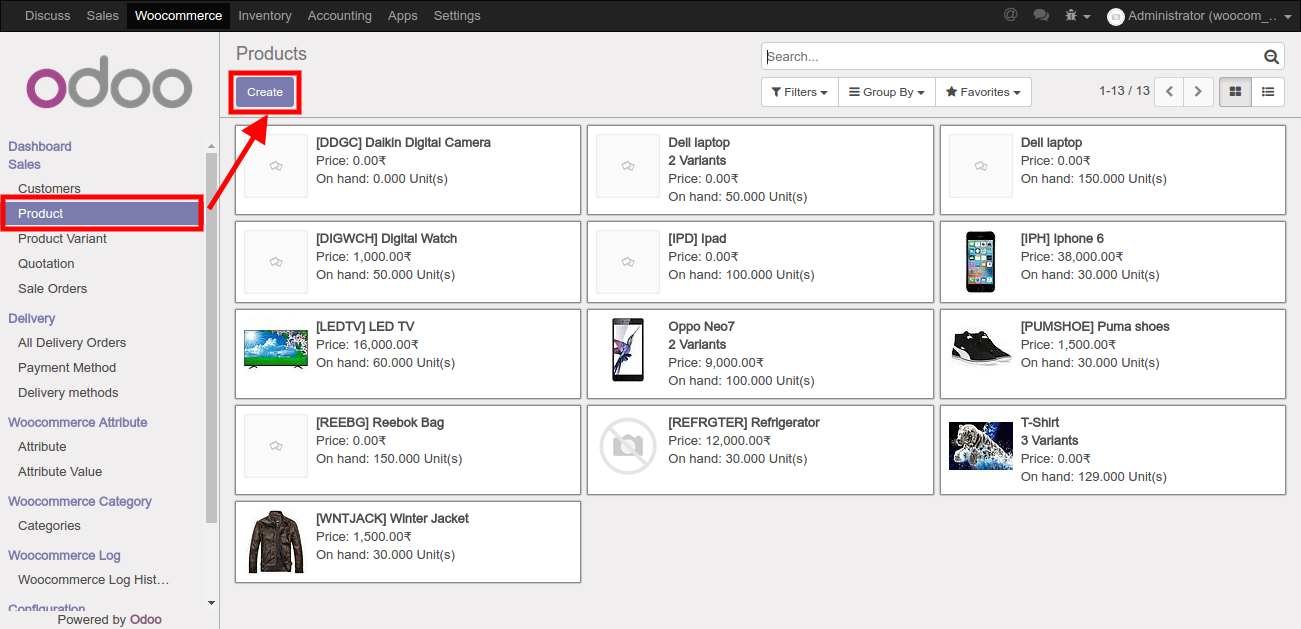 Discuss Sales Woocommerce Inventory Accounting Apps Settings @ Administrator (woocom_...
odoo
Dashboard
Sales
Customers
Product
Product Variant
Quotation
Sale Orders
Delivery
All Delivery Orders
Payment Method
Delivery methods
Woocommerce Attribute
Attribute
Attribute Value
Woocommerce Category
Categories
Woocommerce Log
Woocommerce Log Hist…
Configuration
Powered by Odoo
Products
Search...
Create
Filters Group By Favorites
1-13 / 13
[DDGC] Daikin Digital Camera
Price: 0.00₹
On hand: 0.000 Unit(s)
Dell laptop
2 Variants
Price: 0.00₹
On hand: 50.000 Unit(s)
Dell laptop
Price: 0.00₹
On hand: 150.000 Unit(s)
[DIGWCH] Digital Watch
Price: 1,000.00₹
On hand: 50.000 Unit(s)
[IPD] Ipad
Price: 0.00₹
On hand: 100.000 Unit(s)
[IPH] Iphone 6
Price: 38,000.00₹
On hand: 30.000 Unit(s)
[LEDTV] LED TV
Price: 16,000.00₹
On hand: 60.000 Unit(s)
Oppo Neo7
2 Variants
Price: 9,000.00₹
On hand: 100.000 Unit(s)
[PUMSHOE] Puma shoes
Price: 1,500.00₹
On hand: 30.000 Unit(s)
[REEBG] Reebok Bag
Price: 0.00₹
On hand: 150.000 Unit(s)
[REFRGTER] Refrigerator
Price: 12,000.00₹
On hand: 30.000 Unit(s)
T-Shirt
3 Variants
Price: 0.00₹
On hand: 129.000 Unit(s)
[WNTJACK] Winter Jacket
Price: 1,500.00₹
On hand: 30.000 Unit(s)